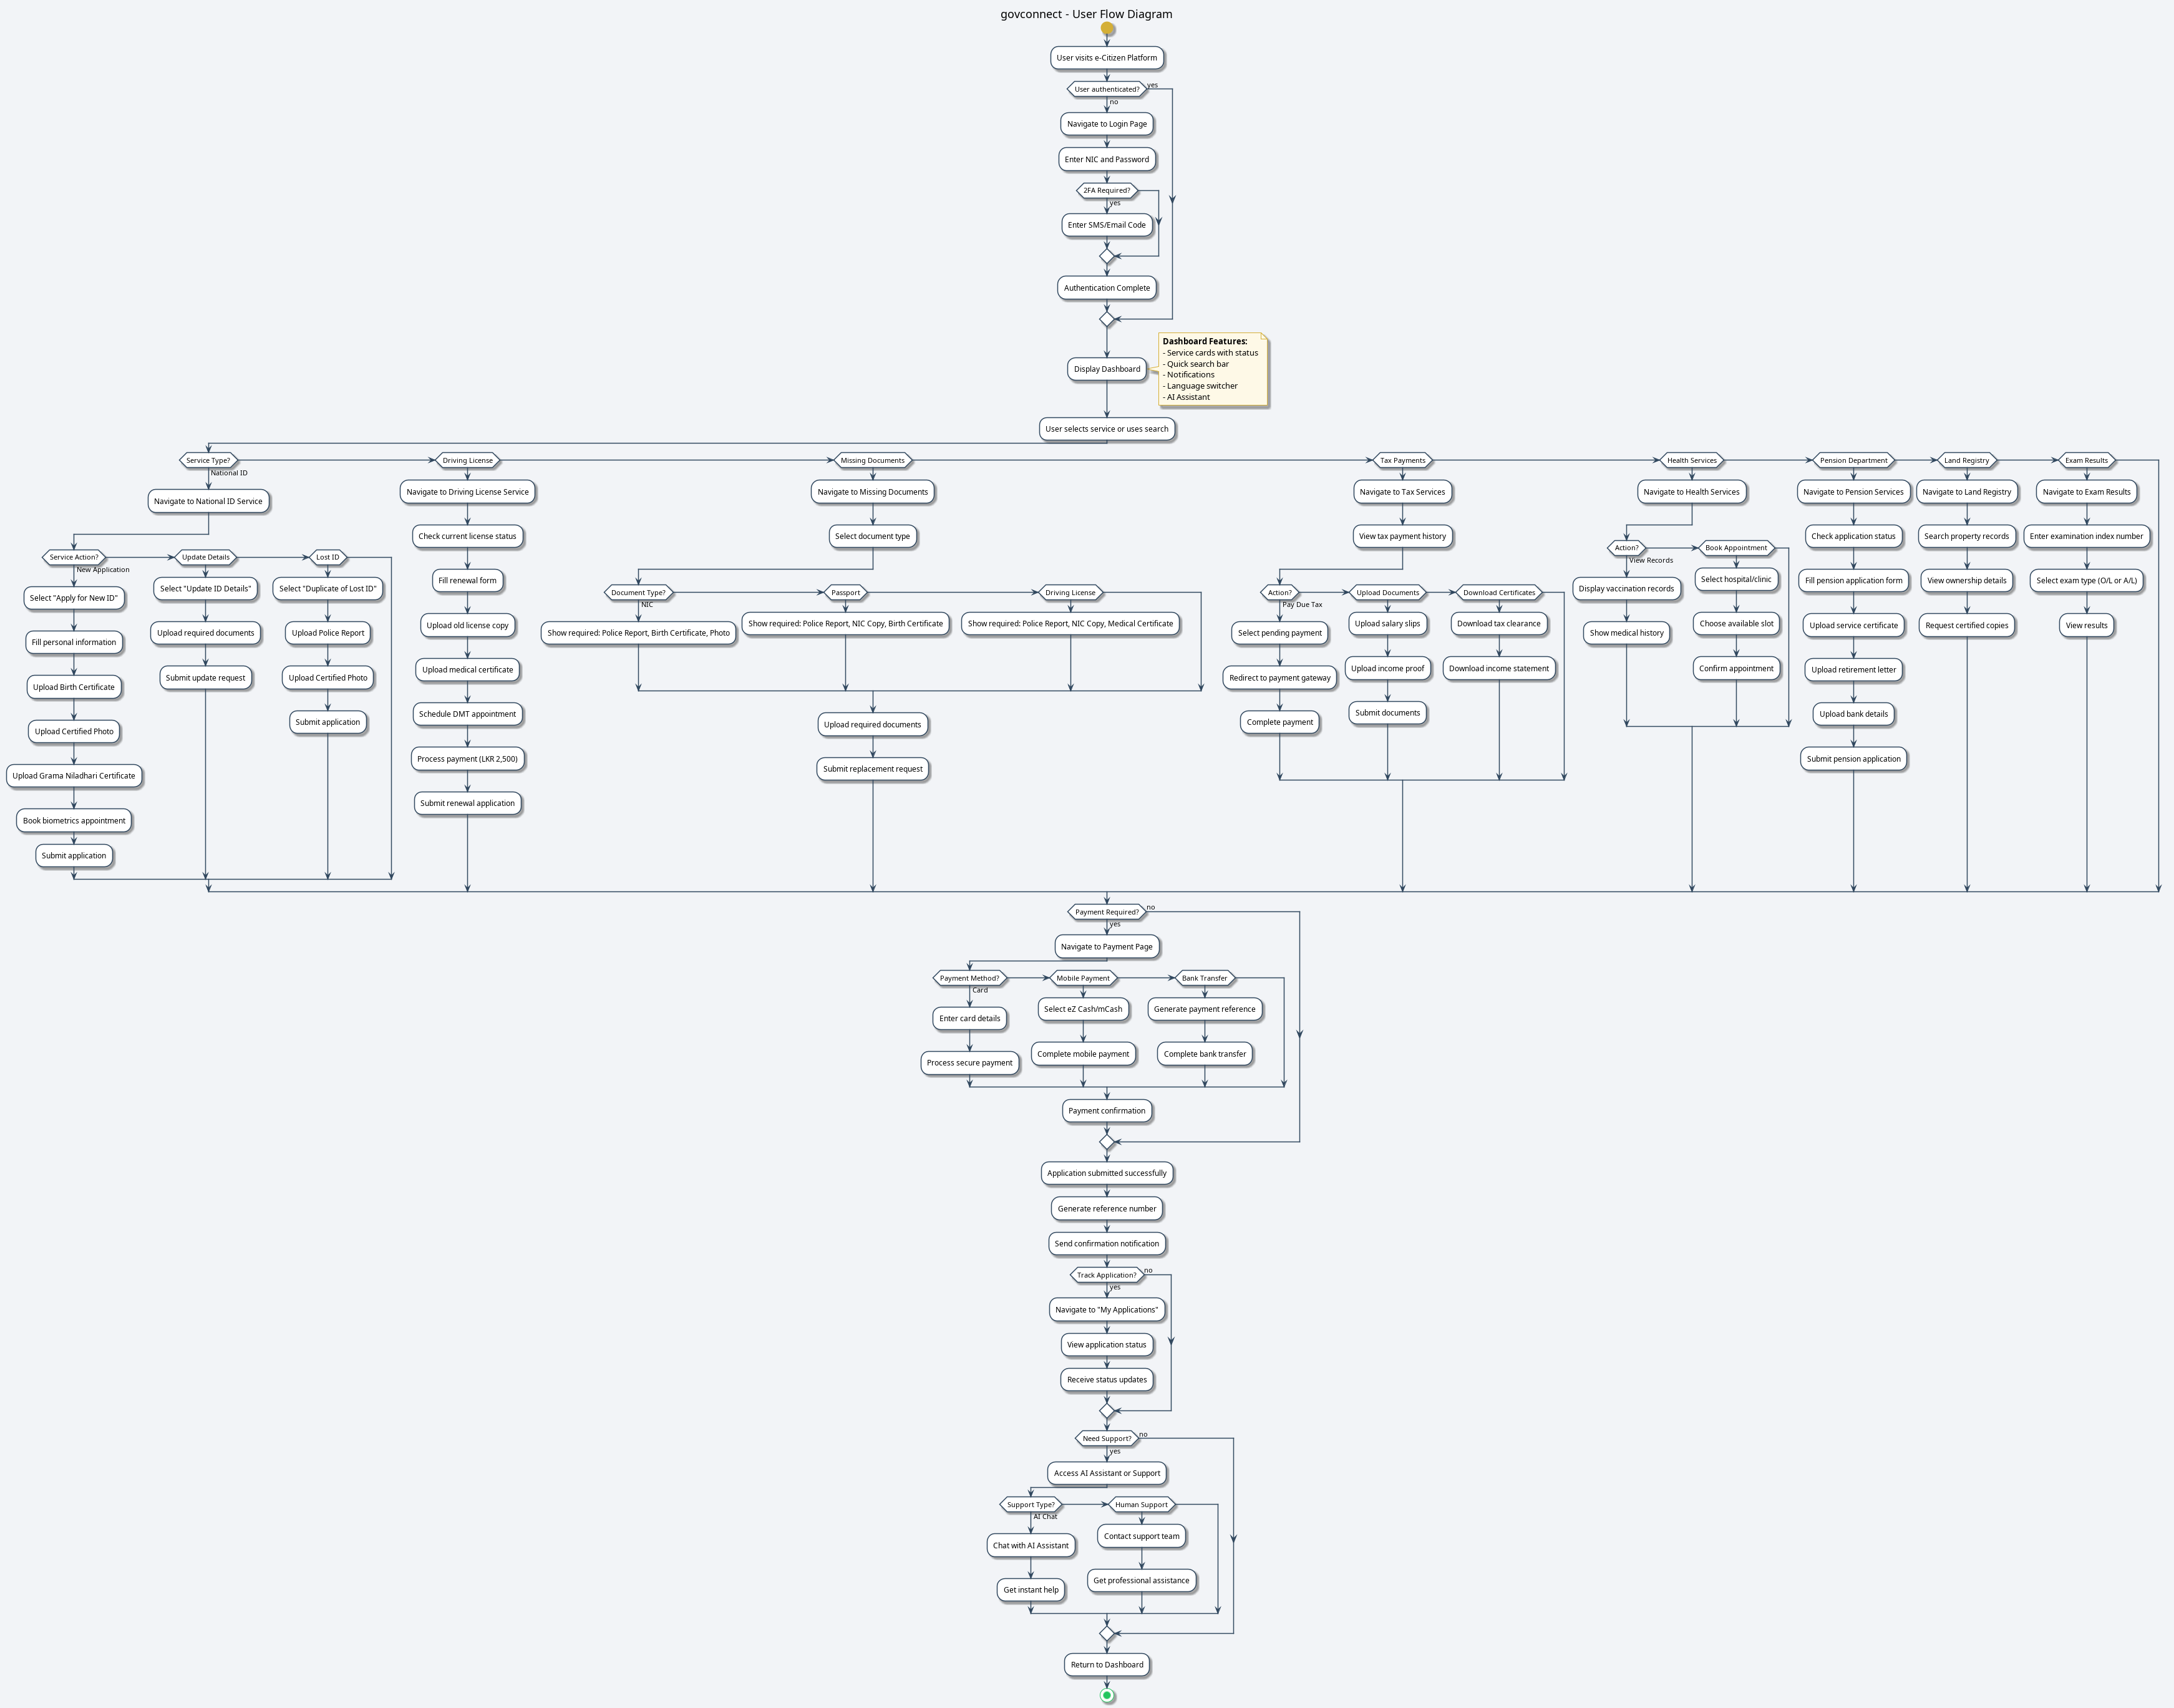 govconnect - User Flow Diagram
User visits e-Citizen Platform
User authenticated?
yes
no
Navigate to Login Page
Enter NIC and Password
2FA Required?
yes
Enter SMS/Email Code
Authentication Complete
Display Dashboard
Dashboard Features:
- Service cards with status
- Quick search bar
- Notifications
- Language switcher
- AI Assistant
User selects service or uses search
Service Type?
National ID
Navigate to National ID Service
Service Action?
New Application
Select "Apply for New ID"
Fill personal information
Upload Birth Certificate
Upload Certified Photo
Upload Grama Niladhari Certificate
Book biometrics appointment
Submit application
Update Details
Select "Update ID Details"
Upload required documents
Submit update request
Lost ID
Select "Duplicate of Lost ID"
Upload Police Report
Upload Certified Photo
Submit application
Driving License
Navigate to Driving License Service
Check current license status
Fill renewal form
Upload old license copy
Upload medical certificate
Schedule DMT appointment
Process payment (LKR 2,500)
Submit renewal application
Missing Documents
Navigate to Missing Documents
Select document type
Document Type?
NIC
Show required: Police Report, Birth Certificate, Photo
Passport
Show required: Police Report, NIC Copy, Birth Certificate
Driving License
Show required: Police Report, NIC Copy, Medical Certificate
Upload required documents
Submit replacement request
Tax Payments
Navigate to Tax Services
View tax payment history
Action?
Pay Due Tax
Select pending payment
Redirect to payment gateway
Complete payment
Upload Documents
Upload salary slips
Upload income proof
Submit documents
Download Certificates
Download tax clearance
Download income statement
Health Services
Navigate to Health Services
Action?
View Records
Display vaccination records
Show medical history
Book Appointment
Select hospital/clinic
Choose available slot
Confirm appointment
Pension Department
Navigate to Pension Services
Check application status
Fill pension application form
Upload service certificate
Upload retirement letter
Upload bank details
Submit pension application
Land Registry
Navigate to Land Registry
Search property records
View ownership details
Request certified copies
Exam Results
Navigate to Exam Results
Enter examination index number
Select exam type (O/L or A/L)
View results
Payment Required?
no
yes
Navigate to Payment Page
Payment Method?
Card
Enter card details
Process secure payment
Mobile Payment
Select eZ Cash/mCash
Complete mobile payment
Bank Transfer
Generate payment reference
Complete bank transfer
Payment confirmation
Application submitted successfully
Generate reference number
Send confirmation notification
Track Application?
no
yes
Navigate to "My Applications"
View application status
Receive status updates
Need Support?
no
yes
Access AI Assistant or Support
Support Type?
AI Chat
Chat with AI Assistant
Get instant help
Human Support
Contact support team
Get professional assistance
Return to Dashboard